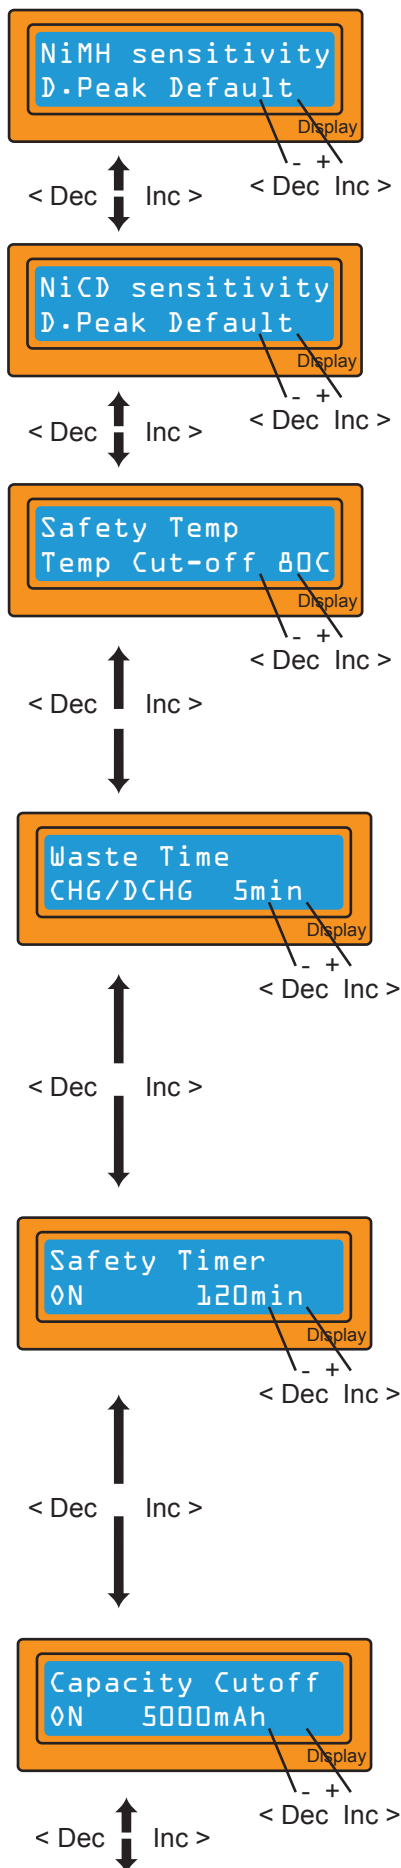 NiMH sensitivity
D.Peak Default
Display
- +
< Dec Inc >
< Dec Inc >
NiCD sensitivity
D.Peak Default
Display
- +
< Dec Inc >
< Dec Inc >
Safety Temp
Temp Cut-off 80C
Display
- +
< Dec Inc >
< Dec Inc >
Waste Time
CHG/DCHG 5min
Display
- +
< Dec Inc >
< Dec Inc >
Safety Timer
ON 120min
Display
- +
< Dec Inc >
< Dec Inc >
Capacity Cutoff
ON 5000mAh
Display
- +
< Dec Inc >
< Dec Inc >